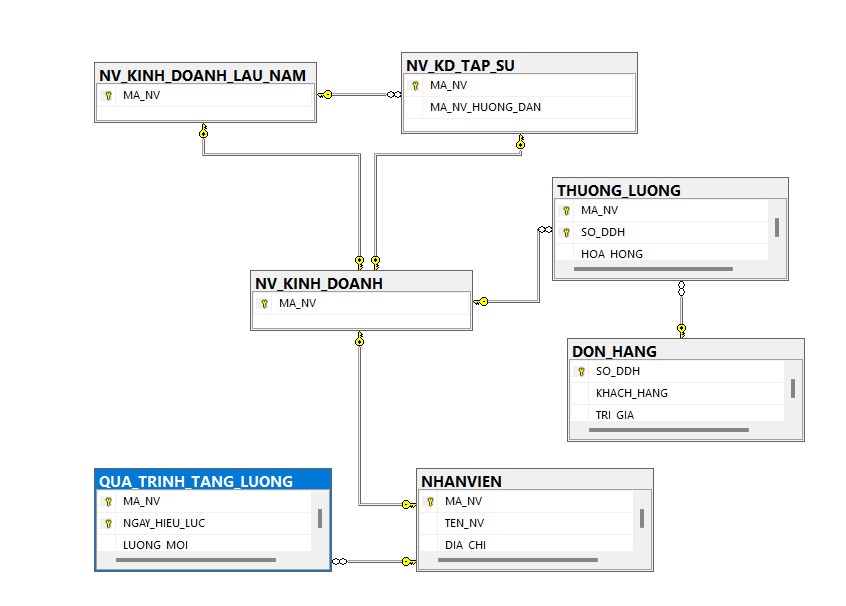 NV_KINH_DOANH_LAU_NAM
MA_NV
NV_KD_TAP_SU
MA_NV
MA_NV_HUONG_DAN
THUONG_LUONG
MA_NV
SO_DDH
HOA_HONG
NV_KINH_DOANH
MA_NV
DON_HANG
SO_DDH
KHACH_HANG
TRI_GIA
QUA_TRINH_TANG_LUONG
MA_NV
NGAY_HIEU_LUC
LUONG_MOI
NHANVIEN
MA_NV
TEN_NV
DIA_CHI